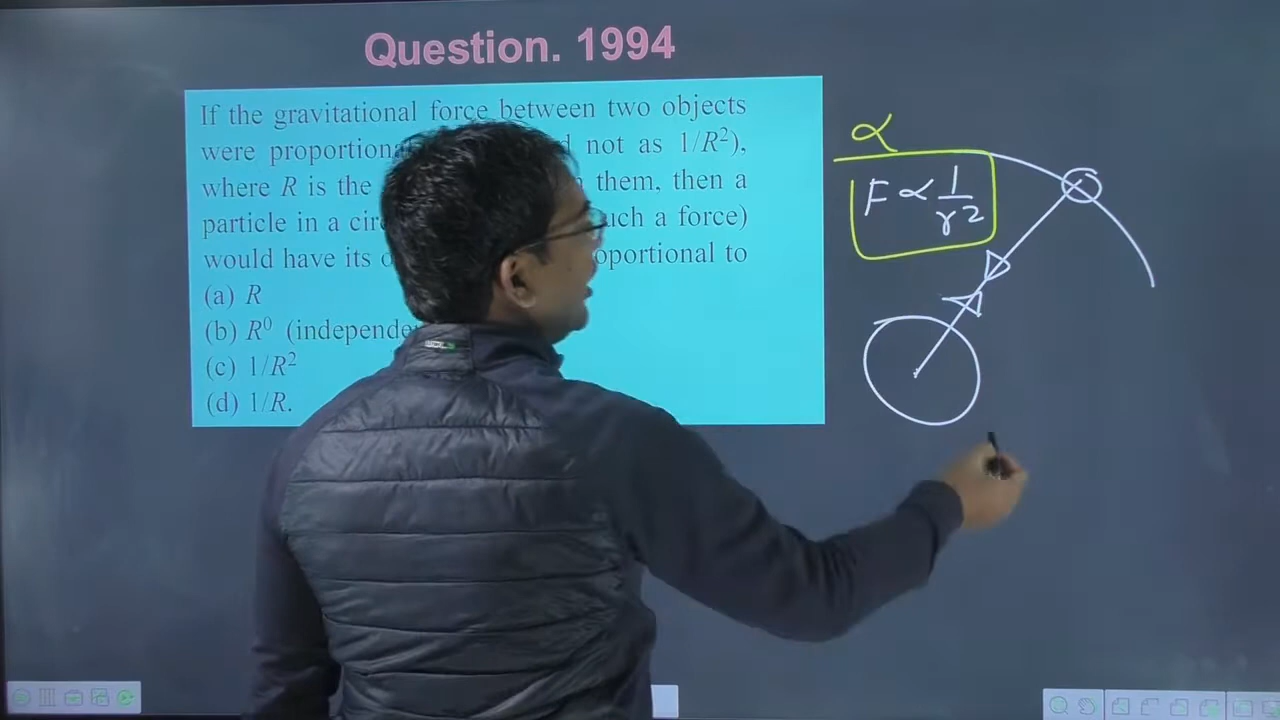 Question. 1994
If the gravitational force between two objects
were proportiona not as 1/R²),
where R is the them, then a
particle in a cir uch a force)
would have its o oportional to
(a) R
(b) R⁰ (independe
(c) 1/R²
(d) 1/R.
α
F ∝ 1/r²